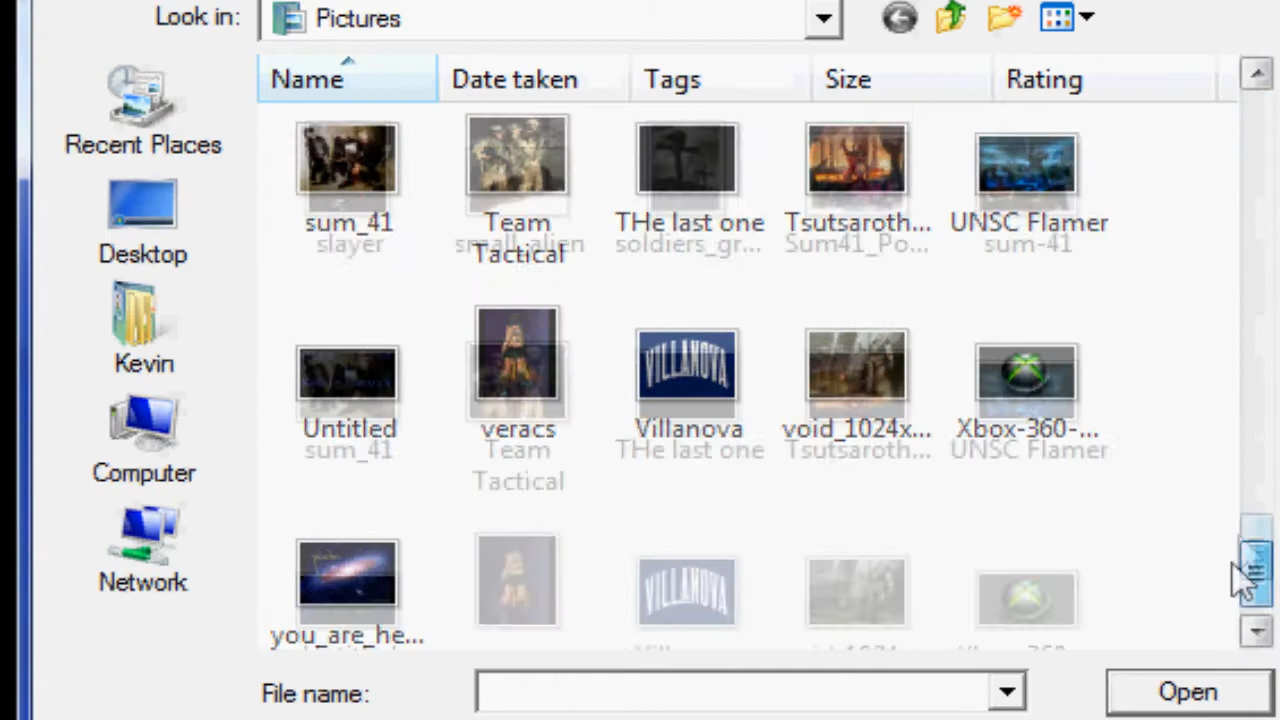 Look in: Pictures
Name Date taken Tags Size Rating
Recent Places
Desktop
Kevin
Computer
Network
sum_41 Team Tactical THe last one Tsutsaroth... UNSC Flamer
slayer small_alien soldiers_gr... Sum41_Po... sum-41
VILLANOVA
Untitled veracs Villanova void_1024x... Xbox-360-...
sum_41 Team Tactical THe last one Tsutsaroth... UNSC Flamer
VILLANOVA
you_are_he...
File name: Open